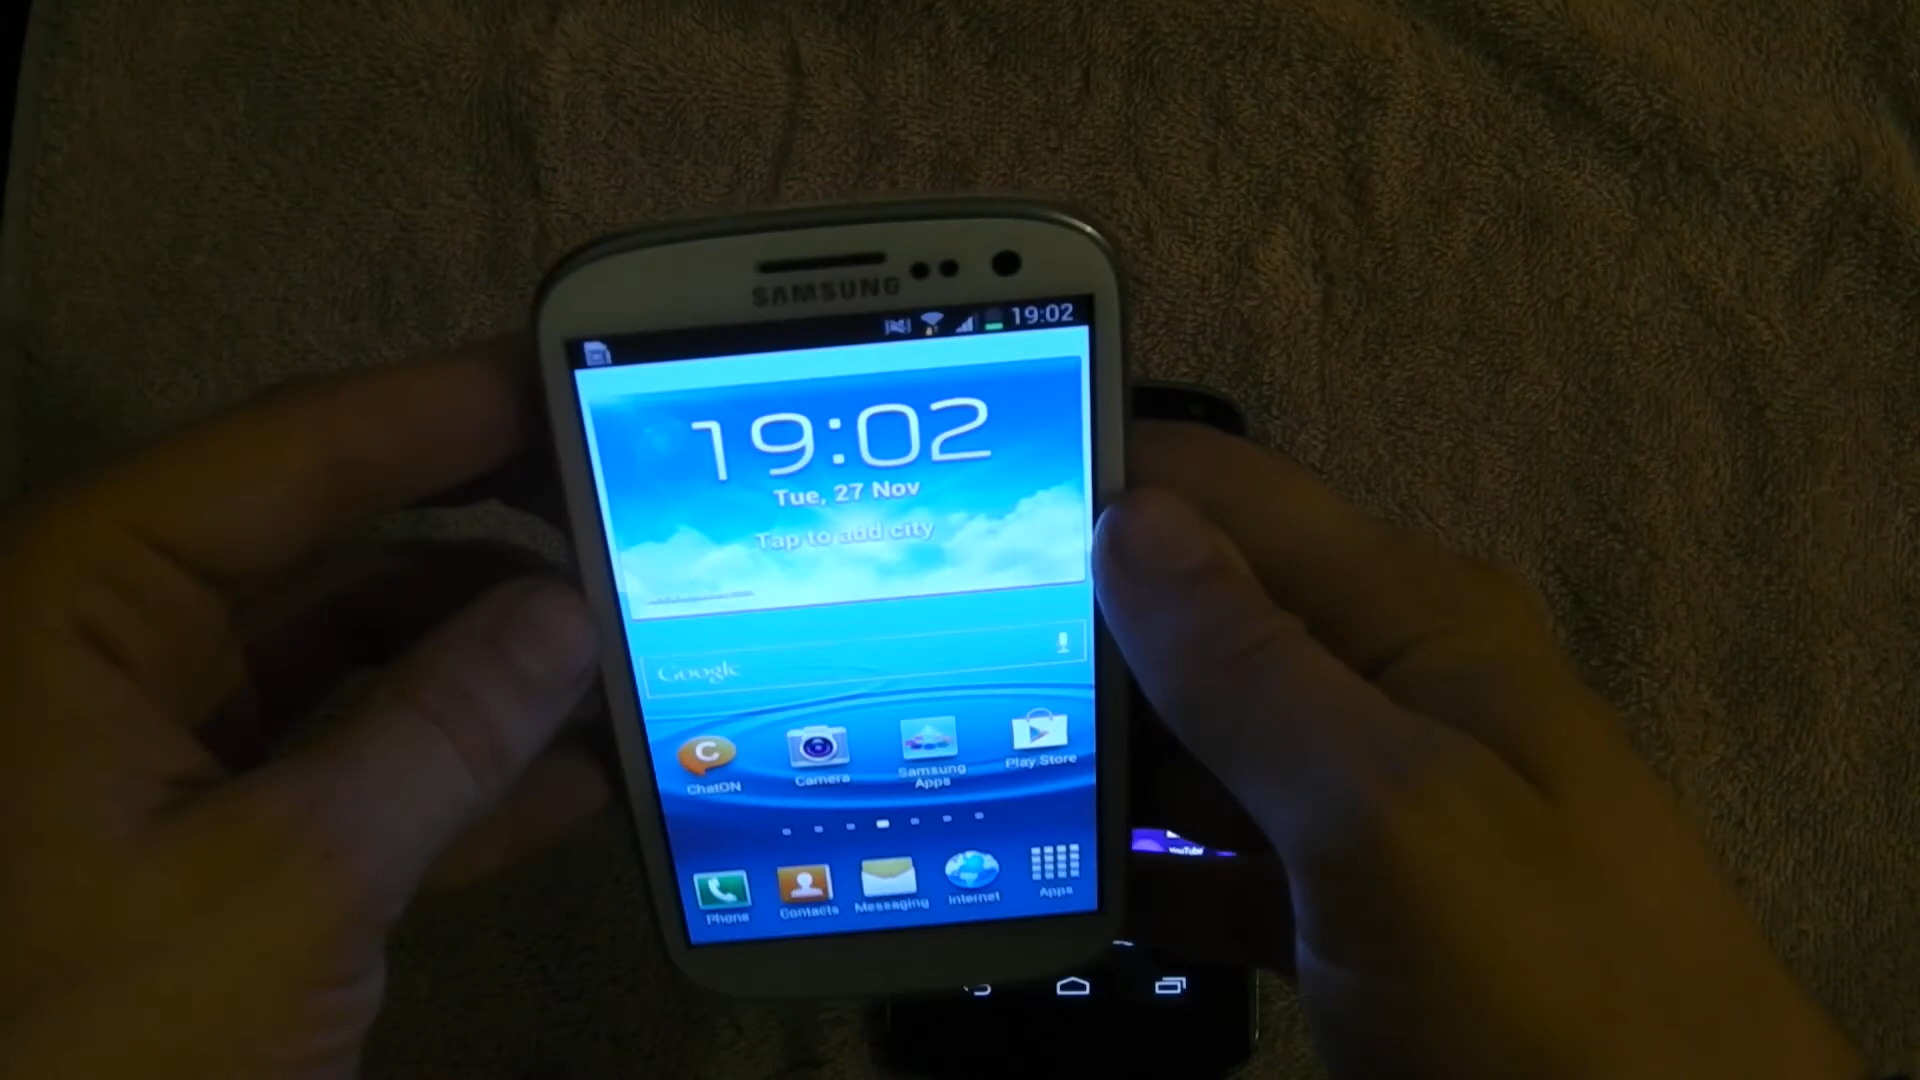 SAMSUNG
19:02
19:02
Tue, 27 Nov
Tap to add city
Google
C
ChatON
Camera
Samsung Apps
Play Store
Phone
Contacts
Messaging
Internet
Apps
YouTube